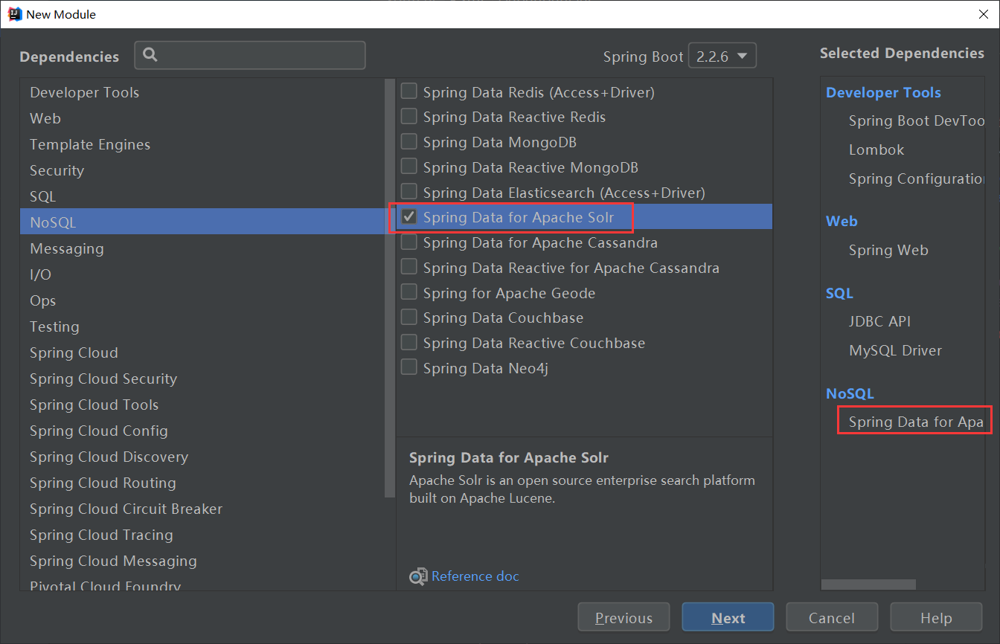 New Module
Dependencies
Spring Boot 2.2.6
Selected Dependencies
Developer Tools
Web
Template Engines
Security
SQL
NoSQL
Messaging
I/O
Ops
Testing
Spring Cloud
Spring Cloud Security
Spring Cloud Tools
Spring Cloud Config
Spring Cloud Discovery
Spring Cloud Routing
Spring Cloud Circuit Breaker
Spring Cloud Tracing
Spring Cloud Messaging
Pivotal Cloud Foundry
Spring Data Redis (Access+Driver)
Spring Data Reactive Redis
Spring Data MongoDB
Spring Data Reactive MongoDB
Spring Data Elasticsearch (Access+Driver)
Spring Data for Apache Solr
Spring Data for Apache Cassandra
Spring Data Reactive for Apache Cassandra
Spring for Apache Geode
Spring Data Couchbase
Spring Data Reactive Couchbase
Spring Data Neo4j
Spring Data for Apache Solr
Apache Solr is an open source enterprise search platform
built on Apache Lucene.
Reference doc
Developer Tools
Spring Boot DevToo
Lombok
Spring Configuration
Web
Spring Web
SQL
JDBC API
MySQL Driver
NoSQL
Spring Data for Apa
Previous
Next
Cancel
Help